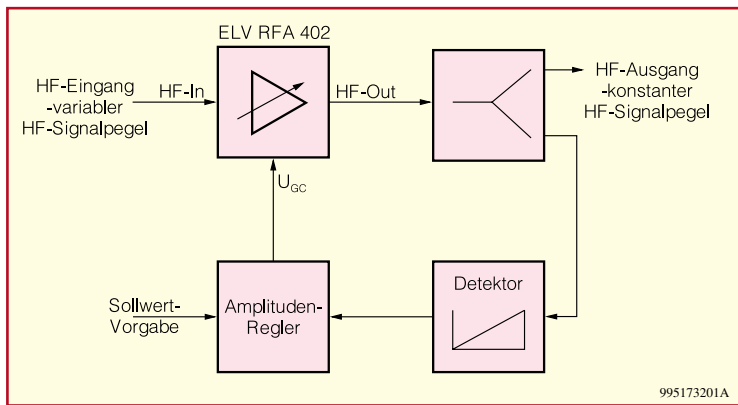 ELV RFA 402
HF-Eingang
-variabler
HF-Signalpegel
HF-In
HF-Out
HF-Ausgang
-konstanter
HF-Signalpegel
UGC
Sollwert-
Vorgabe
Amplituden-
Regler
Detektor
995173201A